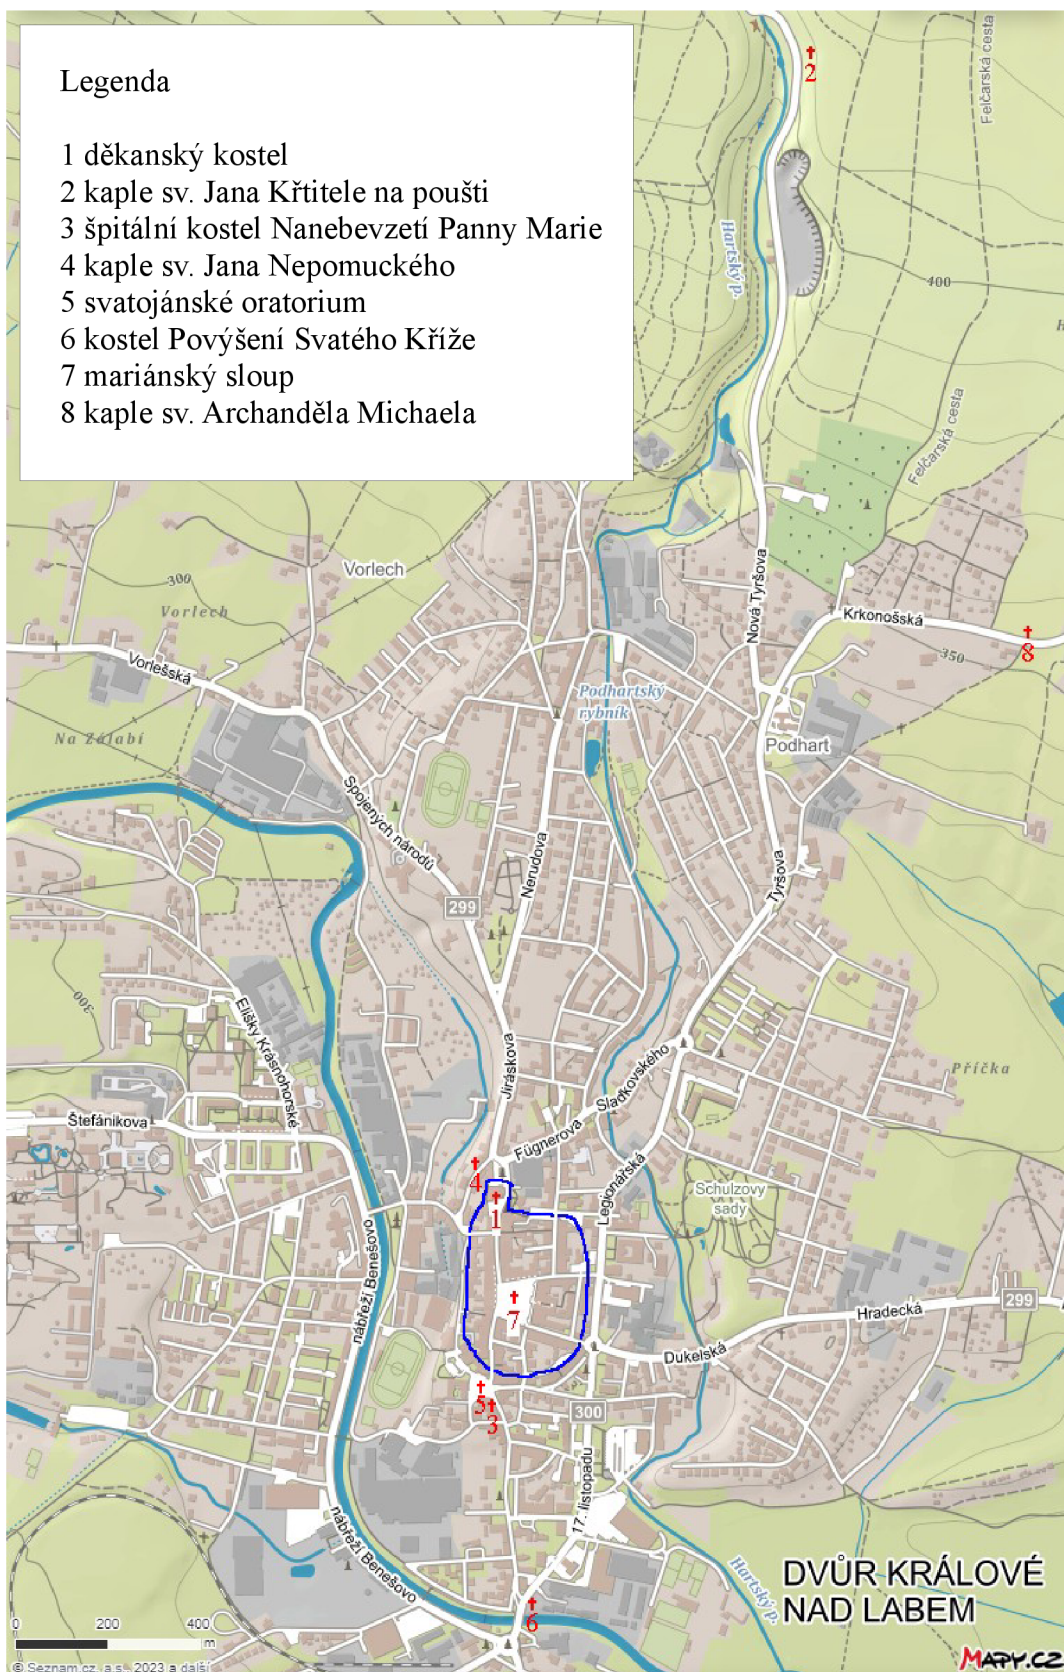 Legenda
1 děkanský kostel
2 kaple sv. Jana Křtitele na poušti
3 špitální kostel Nanebevzetí Panny Marie
4 kaple sv. Jana Nepomuckého
5 svatojánské oratorium
6 kostel Povýšení Svatého Kříže
7 mariánský sloup
8 kaple sv. Archanděla Michaela
2
Felčarská cesta
Hartský p.
400
Felčarská cesta
Vorlech
300
Vorlech
Nová Tyršova
Krkonošská
8
350
Vorlešská
Podhartský
rybník
Na Zálabí
Podhart
Spojených národů
Nerudova
Tyršova
299
300
Elišky Krásnohorské
Jiráskova
Sladkovského
Příčka
Štefánikova
Fügnerova
4
Legionářská
Schulzovy
sady
1
nábřeží Benešovo
7
299
Hradecká
Dukelská
5
3
300
17. listopadu
nábřeží Benešovo
Hartský p.
DVŮR KRÁLOVÉ
NAD LABEM
6
0 200 400
m
© Seznam.cz, a.s., 2023 a další
MAPY.CZ